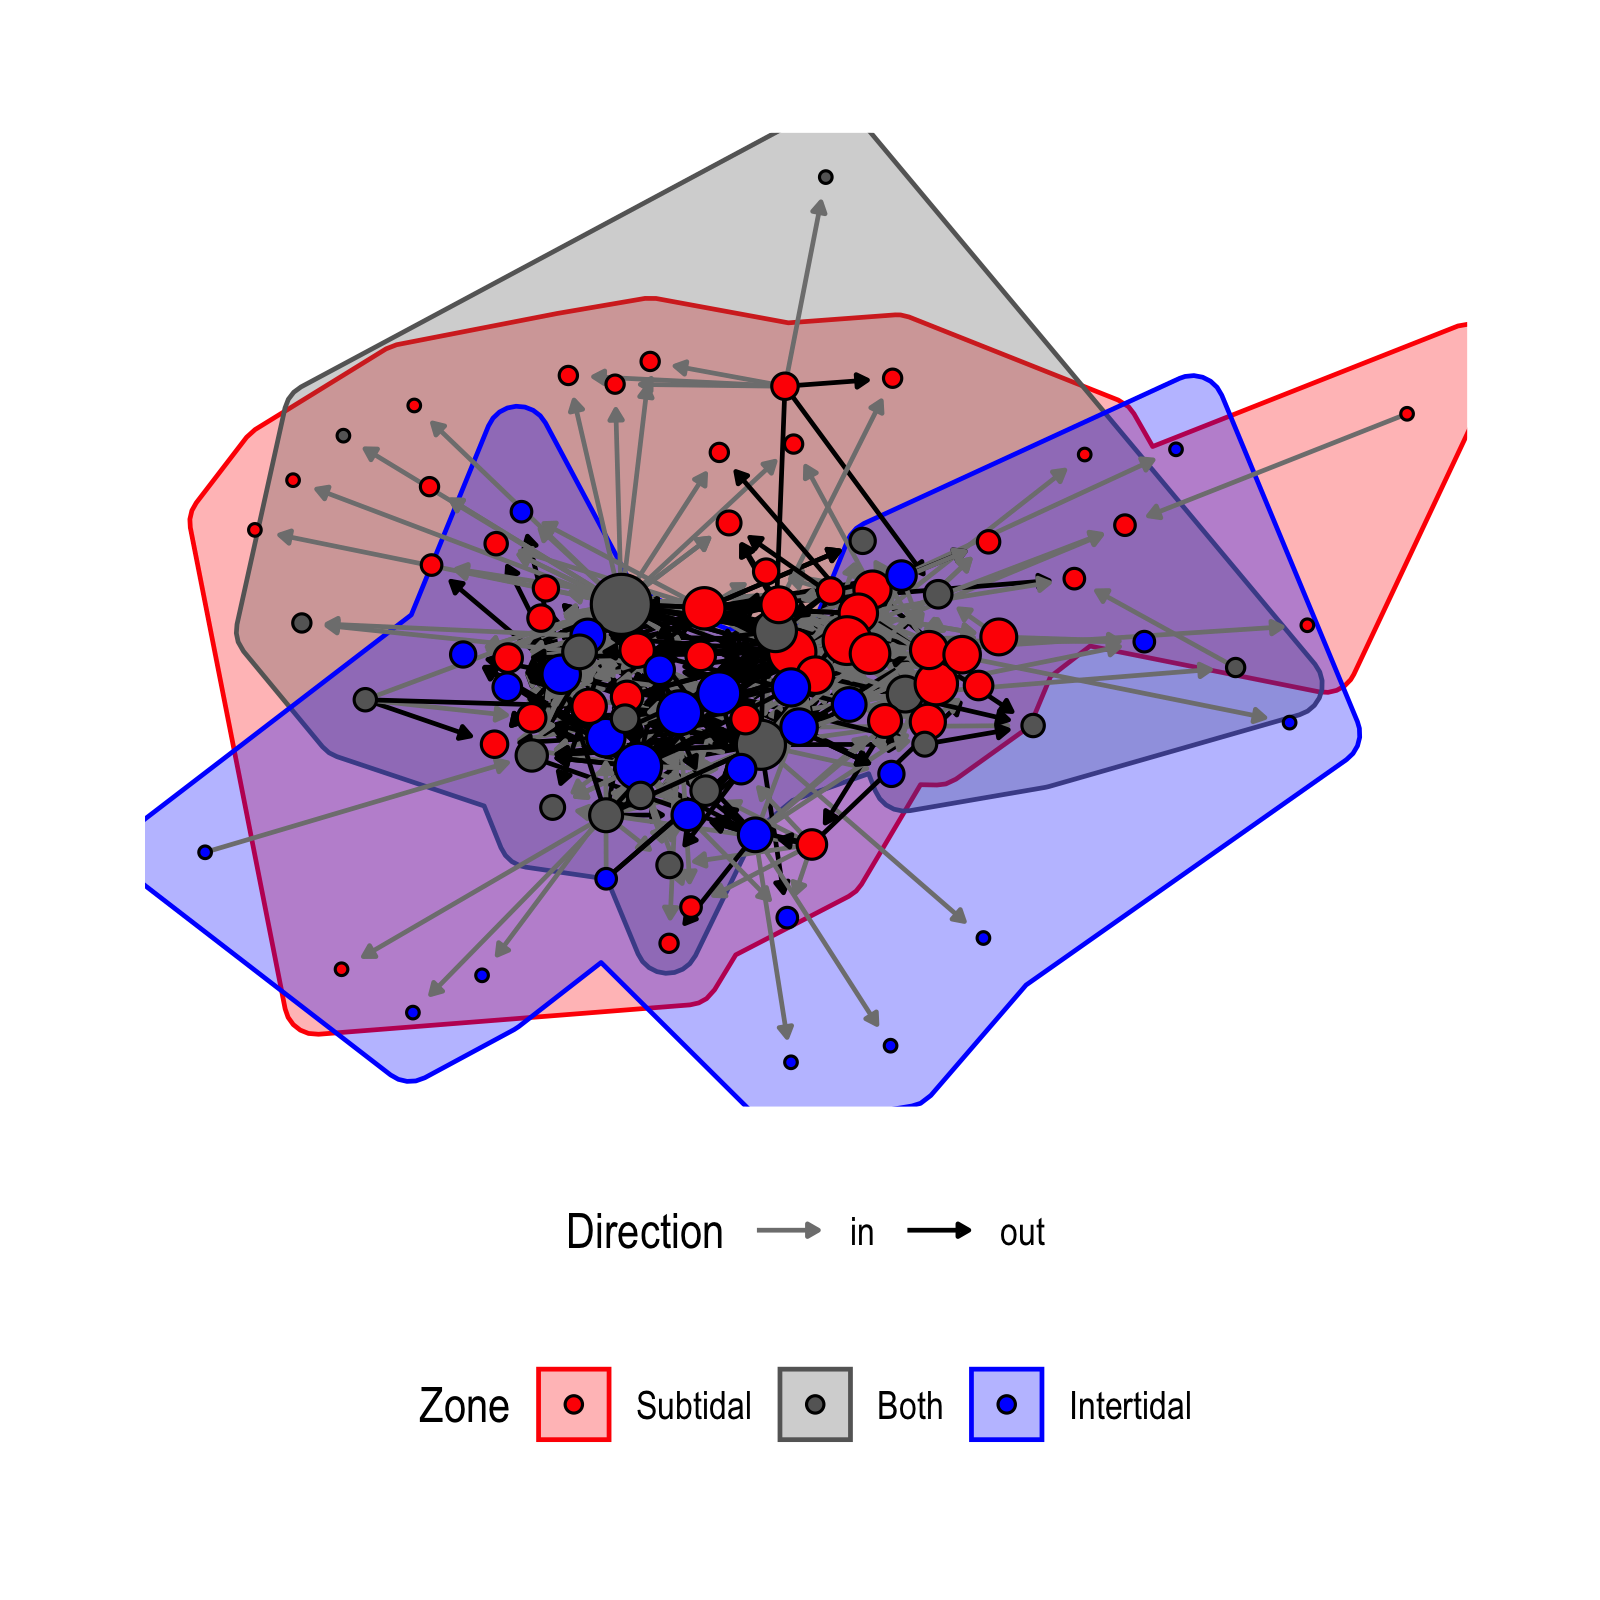 Direction in out
Zone Subtidal Both Intertidal